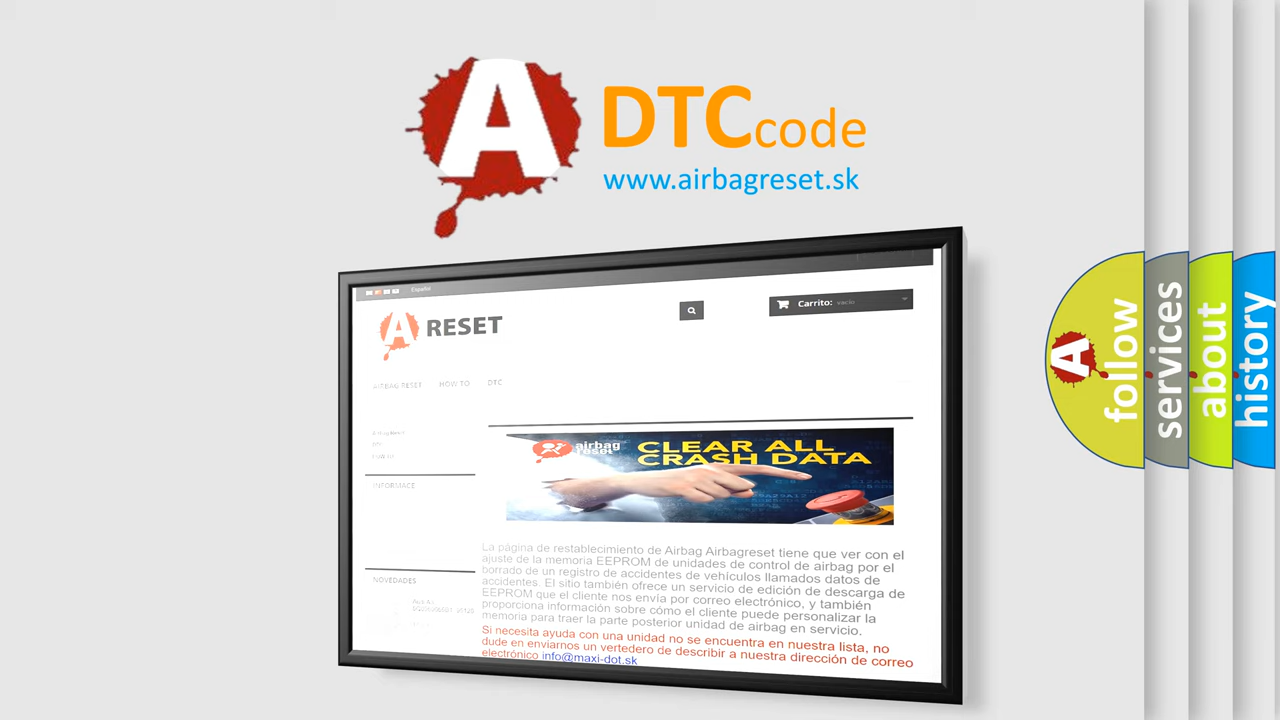 A DTCcode
www.airbagreset.sk
Español
A RESET
Carrito: vacío
AIRBAG RESET HOW TO DTC
INFORMACE
NOVEDADES
airbag
reset
CLEAR ALL
CRASH DATA
La página de restablecimiento de Airbag Airbagreset tiene que ver con el
ajuste de la memoria EEPROM de unidades de control de airbag por el
borrado de un registro de accidentes de vehículos llamados datos de
accidentes. El sitio también ofrece un servicio de edición de descarga de
EEPROM que el cliente nos envía por correo electrónico, y también
proporciona información sobre cómo el cliente puede personalizar la
memoria para traer la parte posterior unidad de airbag en servicio.
Si necesita ayuda con una unidad no se encuentra en nuestra lista, no
dude en enviarnos un vertedero de describir a nuestra dirección de correo
electrónico info@maxi-dot.sk
A follow
services
about
history